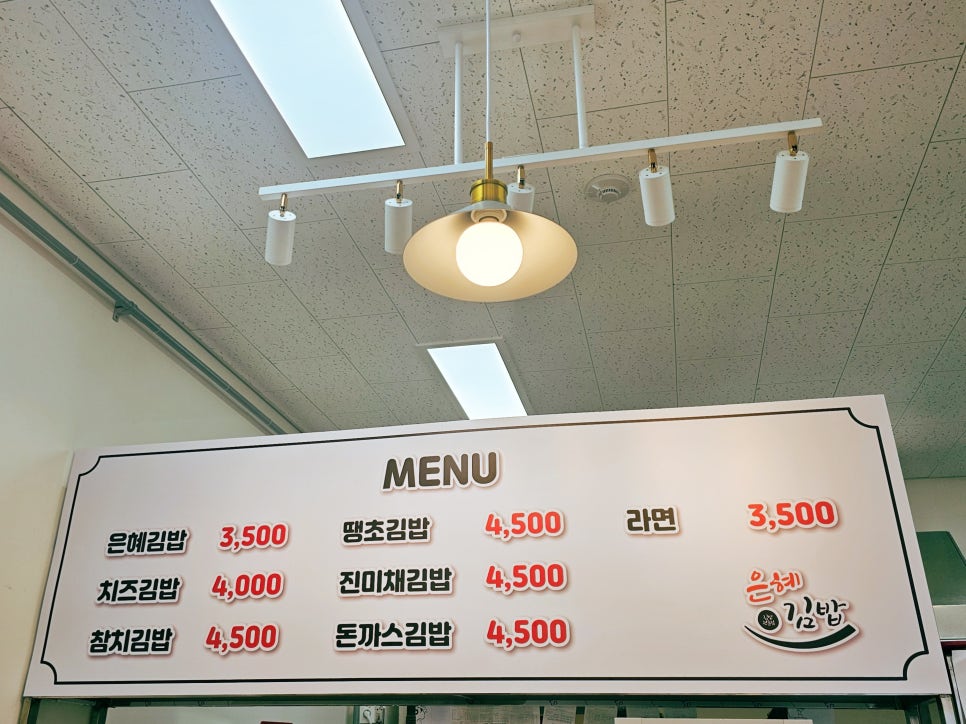 MENU
은혜김밥 3,500
치즈김밥 4,000
참치김밥 4,500
땡초김밥 4,500
진미채김밥 4,500
돈까스김밥 4,500
라면 3,500
은혜
김밥